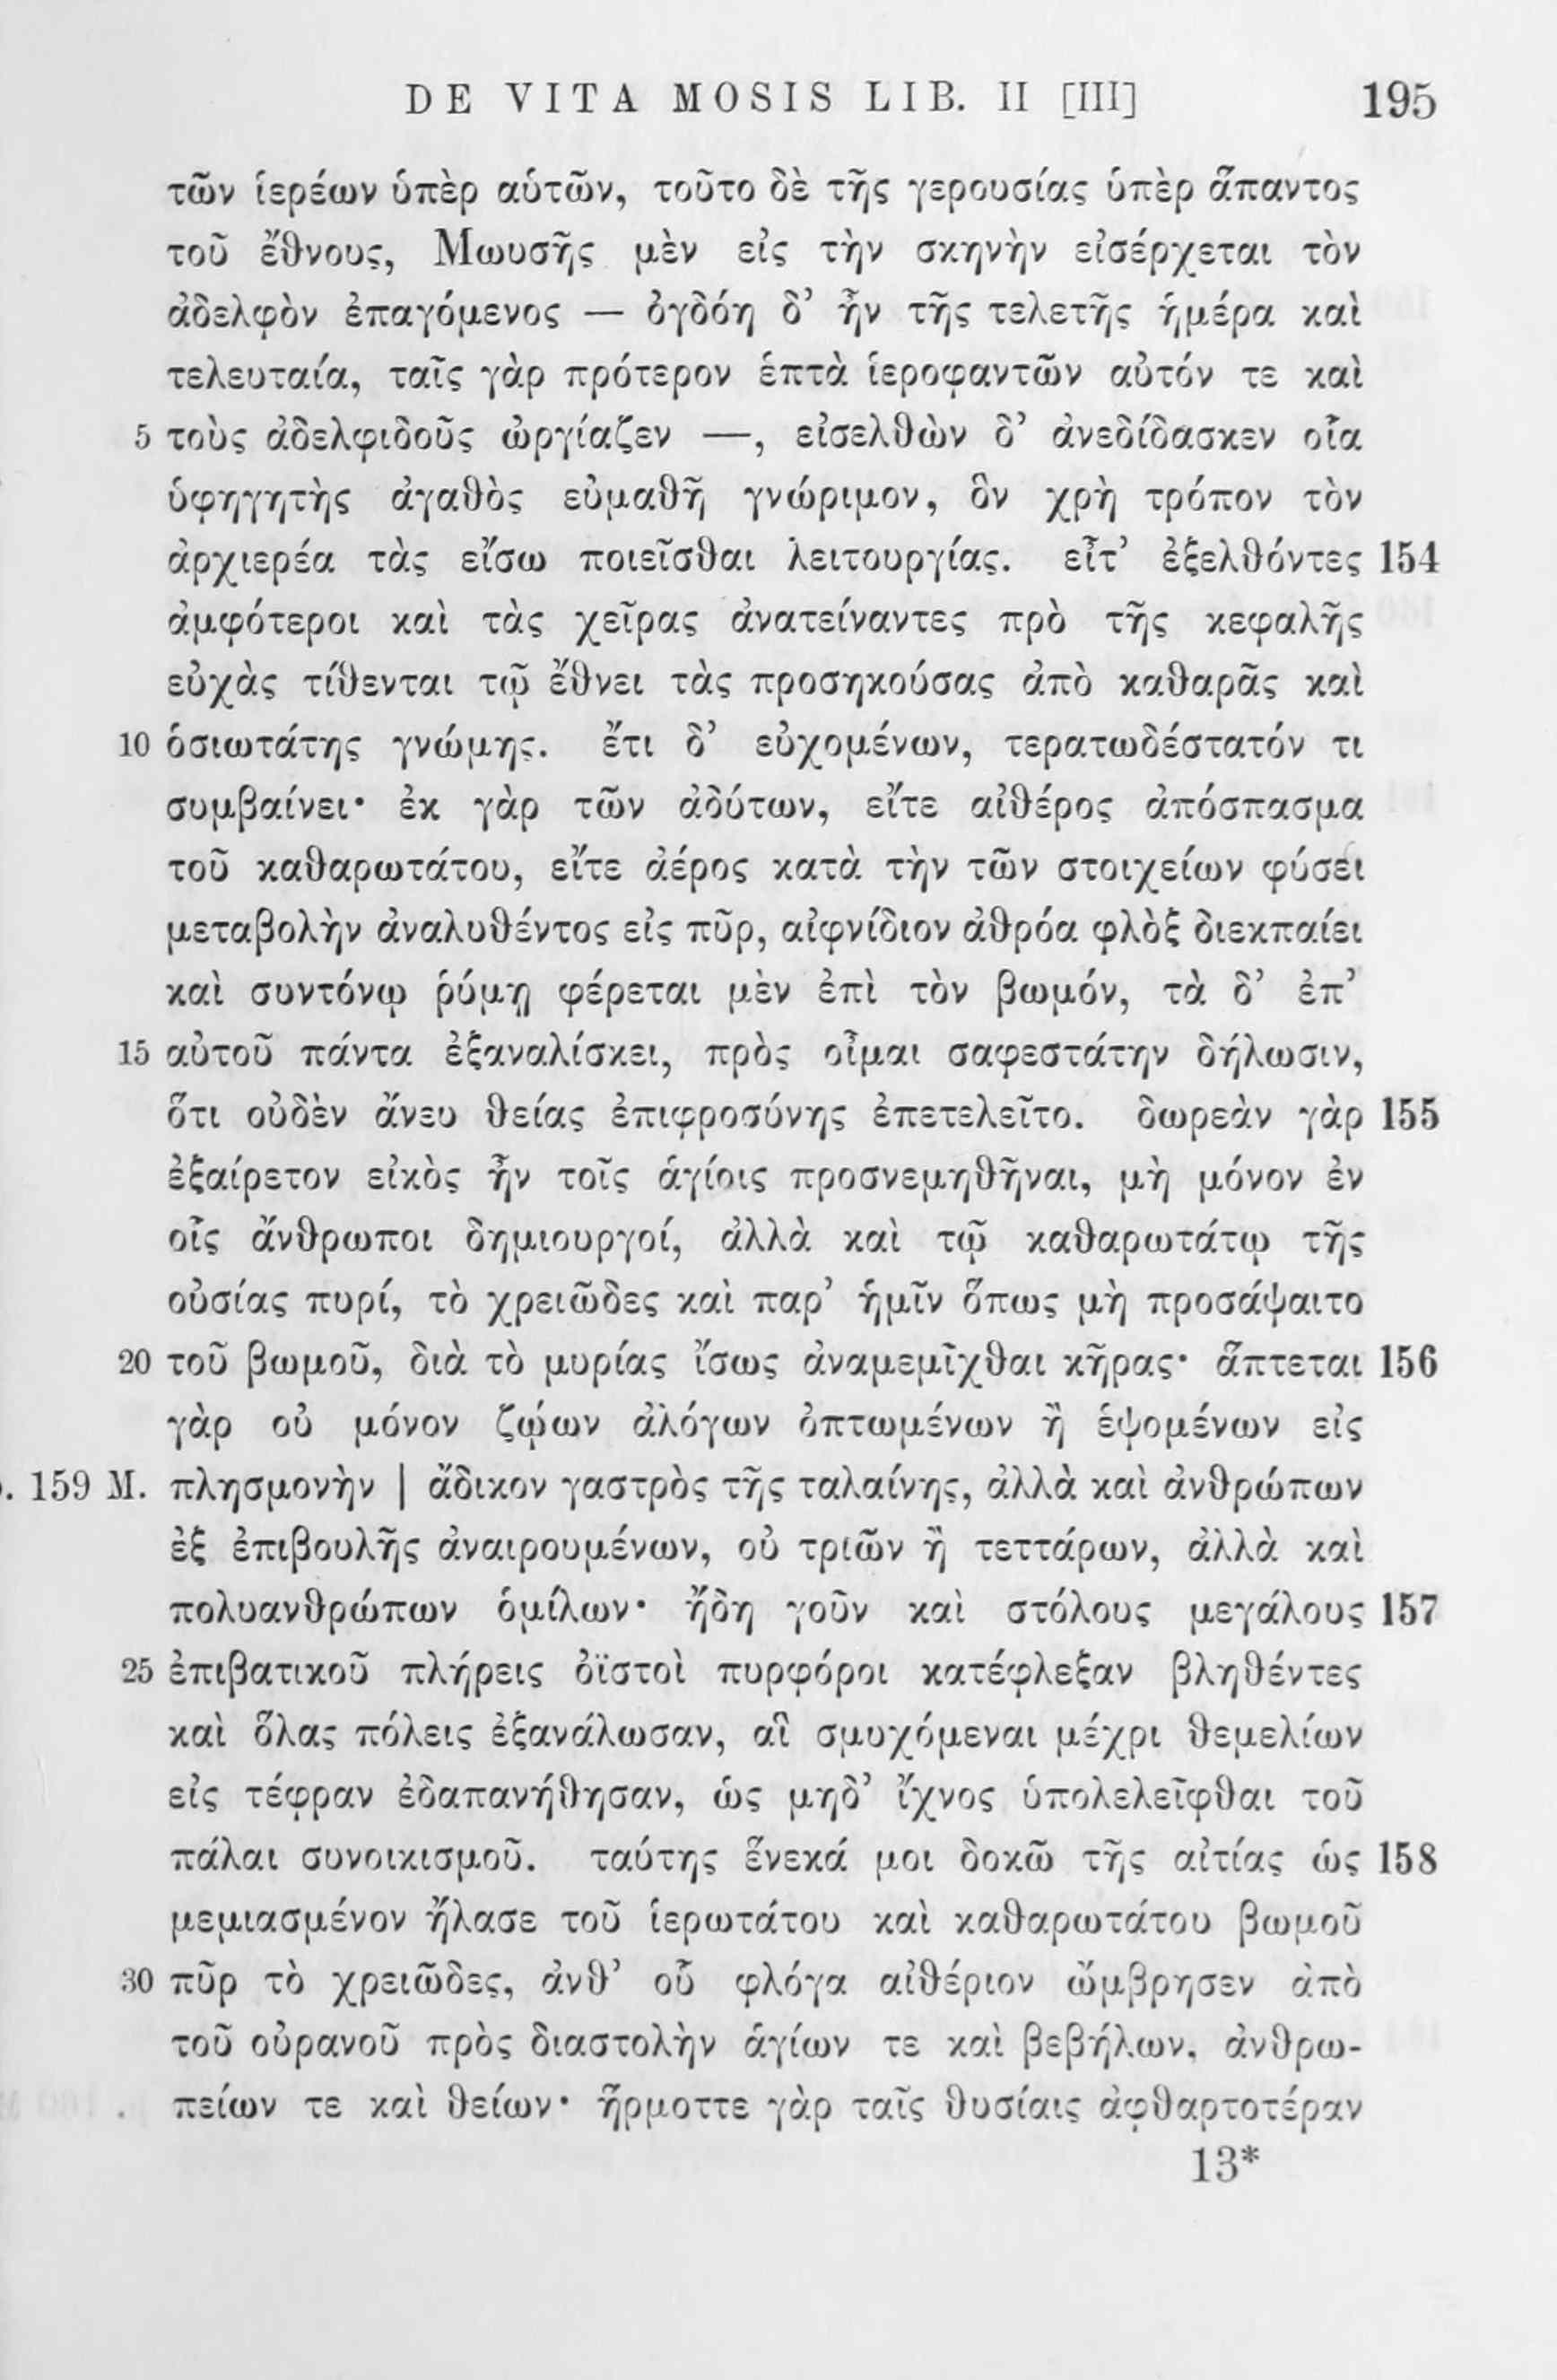 DE VITA MOSIS LIB. II [III] 195
τῶν ἱερέων ὑπὲρ αὑτῶν, τοῦτο δὲ τῆς γερουσίας ὑπὲρ ἅπαντος
τοῦ ἔθνους, Μωυσῆς μὲν εἰς τὴν σκηνὴν εἰσέρχεται τὸν
ἀδελφὸν ἐπαγόμενος — ὀγδόη δ’ ἦν τῆς τελετῆς ἡμέρα καὶ
τελευταία, ταῖς γὰρ πρότερον ἑπτὰ ἱεροφαντῶν αὐτόν τε καὶ
5 τοὺς ἀδελφιδοῦς ὠργίαζεν —, εἰσελθὼν δ’ ἀνεδίδασκεν οἷα
ὑφηγητὴς ἀγαθὸς εὐμαθῆ γνώριμον, ὃν χρὴ τρόπον τὸν
ἀρχιερέα τὰς εἴσω ποιεῖσθαι λειτουργίας. εἶτ’ ἐξελθόντες 154
ἀμφότεροι καὶ τὰς χεῖρας ἀνατείναντες πρὸ τῆς κεφαλῆς
εὐχὰς τίθενται τῷ ἔθνει τὰς προσηκούσας ἀπὸ καθαρᾶς καὶ
10 ὁσιωτάτης γνώμης. ἔτι δ’ εὐχομένων, τερατωδέστατόν τι
συμβαίνει· ἐκ γὰρ τῶν ἀδύτων, εἴτε αἰθέρος ἀπόσπασμα
τοῦ καθαρωτάτου, εἴτε ἀέρος κατὰ τὴν τῶν στοιχείων φύσει
μεταβολὴν ἀναλυθέντος εἰς πῦρ, αἰφνίδιον ἀθρόα φλὸξ διεκπαίει
καὶ συντόνῳ ῥύμῃ φέρεται μὲν ἐπὶ τὸν βωμόν, τὰ δ’ ἐπ’
15 αὐτοῦ πάντα ἐξαναλίσκει, πρὸς οἶμαι σαφεστάτην δήλωσιν,
ὅτι οὐδὲν ἄνευ θείας ἐπιφροσύνης ἐπετελεῖτο. δωρεὰν γὰρ 155
ἐξαίρετον εἰκὸς ἦν τοῖς ἁγίοις προσνεμηθῆναι, μὴ μόνον ἐν
οἷς ἄνθρωποι δημιουργοί, ἀλλὰ καὶ τῷ καθαρωτάτῳ τῆς
οὐσίας πυρί, τὸ χρειῶδες καὶ παρ’ ἡμῖν ὅπως μὴ προσάψαιτο
20 τοῦ βωμοῦ, διὰ τὸ μυρίας ἴσως ἀναμεμῖχθαι κῆρας· ἅπτεται 156
γὰρ οὐ μόνον ζῴων ἀλόγων ὀπτωμένων ἢ ἑψομένων εἰς
. 159 M. πλησμονὴν | ἄδικον γαστρὸς τῆς ταλαίνης, ἀλλὰ καὶ ἀνθρώπων
ἐξ ἐπιβουλῆς ἀναιρουμένων, οὐ τριῶν ἢ τεττάρων, ἀλλὰ καὶ
πολυανθρώπων ὁμίλων· ἤδη γοῦν καὶ στόλους μεγάλους 157
25 ἐπιβατικοῦ πλήρεις ὀϊστοὶ πυρφόροι κατέφλεξαν βληθέντες
καὶ ὅλας πόλεις ἐξανάλωσαν, αἳ σμυχόμεναι μέχρι θεμελίων
εἰς τέφραν ἐδαπανήθησαν, ὡς μηδ’ ἴχνος ὑπολελεῖφθαι τοῦ
πάλαι συνοικισμοῦ. ταύτης ἕνεκά μοι δοκῶ τῆς αἰτίας ὡς 158
μεμιασμένον ἤλασε τοῦ ἱερωτάτου καὶ καθαρωτάτου βωμοῦ
30 πῦρ τὸ χρειῶδες, ἀνθ’ οὗ φλόγα αἰθέριον ὤμβρησεν ἀπὸ
τοῦ οὐρανοῦ πρὸς διαστολὴν ἁγίων τε καὶ βεβήλων, ἀνθρω-
πείων τε καὶ θείων· ἥρμοττε γὰρ ταῖς θυσίαις ἀφθαρτοτέραν
13*